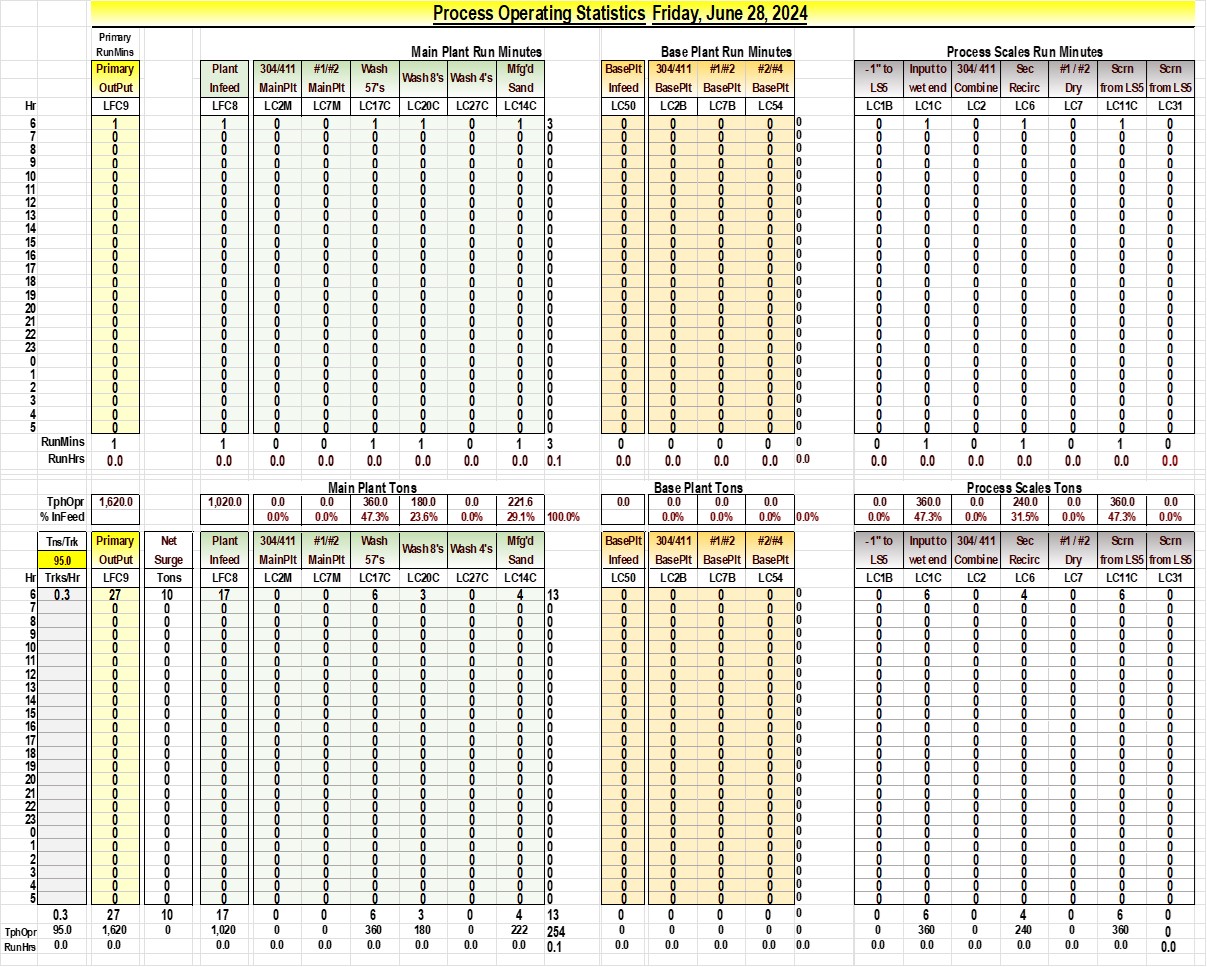 Process Operating Statistics Friday, June 28, 2024
Primary
RunMins Main Plant Run Minutes Base Plant Run Minutes Process Scales Run Minutes
Primary Plant 304/411 #1/#2 Wash Wash 8's Wash 4's Mfg'd BasePlt 304/411 #1/#2 #2/#4 -1" to Input to 304/ 411 Sec #1 / #2 Scrn Scrn
OutPut Infeed MainPlt MainPlt 57's Sand Infeed BasePlt BasePlt BasePlt LS5 wet end Combine Recirc Dry from LS5 from LS5
Hr LFC9 LFC8 LC2M LC7M LC17C LC20C LC27C LC14C LC50 LC2B LC7B LC54 LC1B LC1C LC2 LC6 LC7 LC11C LC31
6 1 1 0 0 1 1 0 1 3 0 0 0 0 0 0 1 0 1 0 1 0
7 0 0 0 0 0 0 0 0 0 0 0 0 0 0 0 0 0 0 0 0 0
8 0 0 0 0 0 0 0 0 0 0 0 0 0 0 0 0 0 0 0 0 0
9 0 0 0 0 0 0 0 0 0 0 0 0 0 0 0 0 0 0 0 0 0
10 0 0 0 0 0 0 0 0 0 0 0 0 0 0 0 0 0 0 0 0 0
11 0 0 0 0 0 0 0 0 0 0 0 0 0 0 0 0 0 0 0 0 0
12 0 0 0 0 0 0 0 0 0 0 0 0 0 0 0 0 0 0 0 0 0
13 0 0 0 0 0 0 0 0 0 0 0 0 0 0 0 0 0 0 0 0 0
14 0 0 0 0 0 0 0 0 0 0 0 0 0 0 0 0 0 0 0 0 0
15 0 0 0 0 0 0 0 0 0 0 0 0 0 0 0 0 0 0 0 0 0
16 0 0 0 0 0 0 0 0 0 0 0 0 0 0 0 0 0 0 0 0 0
17 0 0 0 0 0 0 0 0 0 0 0 0 0 0 0 0 0 0 0 0 0
18 0 0 0 0 0 0 0 0 0 0 0 0 0 0 0 0 0 0 0 0 0
19 0 0 0 0 0 0 0 0 0 0 0 0 0 0 0 0 0 0 0 0 0
20 0 0 0 0 0 0 0 0 0 0 0 0 0 0 0 0 0 0 0 0 0
21 0 0 0 0 0 0 0 0 0 0 0 0 0 0 0 0 0 0 0 0 0
22 0 0 0 0 0 0 0 0 0 0 0 0 0 0 0 0 0 0 0 0 0
23 0 0 0 0 0 0 0 0 0 0 0 0 0 0 0 0 0 0 0 0 0
0 0 0 0 0 0 0 0 0 0 0 0 0 0 0 0 0 0 0 0 0 0
1 0 0 0 0 0 0 0 0 0 0 0 0 0 0 0 0 0 0 0 0 0
2 0 0 0 0 0 0 0 0 0 0 0 0 0 0 0 0 0 0 0 0 0
3 0 0 0 0 0 0 0 0 0 0 0 0 0 0 0 0 0 0 0 0 0
4 0 0 0 0 0 0 0 0 0 0 0 0 0 0 0 0 0 0 0 0 0
5 0 0 0 0 0 0 0 0 0 0 0 0 0 0 0 0 0 0 0 0 0
RunMins 1 1 0 0 1 1 0 1 3 0 0 0 0 0 0 1 0 1 0 1 0
RunHrs 0.0 0.0 0.0 0.0 0.0 0.0 0.0 0.0 0.1 0.0 0.0 0.0 0.0 0.0 0.0 0.0 0.0 0.0 0.0 0.0 0.0
Main Plant Tons Base Plant Tons Process Scales Tons
TphOpr 1,620.0 1,020.0 0.0 0.0 360.0 180.0 0.0 221.6 0.0 0.0 0.0 0.0 0.0 360.0 0.0 240.0 0.0 360.0 0.0
% InFeed 0.0% 0.0% 47.3% 23.6% 0.0% 29.1% 100.0% 0.0% 0.0% 0.0% 0.0% 0.0% 47.3% 0.0% 31.5% 0.0% 47.3% 0.0%
Tns/Trk Primary Net Plant 304/411 #1/#2 Wash Wash 8's Wash 4's Mfg'd BasePlt 304/411 #1/#2 #2/#4 -1" to Input to 304/ 411 Sec #1 / #2 Scrn Scrn
95.0 OutPut Surge Infeed MainPlt MainPlt 57's Sand Infeed BasePlt BasePlt BasePlt LS5 wet end Combine Recirc Dry from LS5 from LS5
Hr Trks/Hr LFC9 Tons LFC8 LC2M LC7M LC17C LC20C LC27C LC14C LC50 LC2B LC7B LC54 LC1B LC1C LC2 LC6 LC7 LC11C LC31
6 0.3 27 10 17 0 0 6 3 0 4 13 0 0 0 0 0 0 6 0 4 0 6 0
7 0 0 0 0 0 0 0 0 0 0 0 0 0 0 0 0 0 0 0 0 0 0
8 0 0 0 0 0 0 0 0 0 0 0 0 0 0 0 0 0 0 0 0 0 0
9 0 0 0 0 0 0 0 0 0 0 0 0 0 0 0 0 0 0 0 0 0 0
10 0 0 0 0 0 0 0 0 0 0 0 0 0 0 0 0 0 0 0 0 0 0
11 0 0 0 0 0 0 0 0 0 0 0 0 0 0 0 0 0 0 0 0 0 0
12 0 0 0 0 0 0 0 0 0 0 0 0 0 0 0 0 0 0 0 0 0 0
13 0 0 0 0 0 0 0 0 0 0 0 0 0 0 0 0 0 0 0 0 0 0
14 0 0 0 0 0 0 0 0 0 0 0 0 0 0 0 0 0 0 0 0 0 0
15 0 0 0 0 0 0 0 0 0 0 0 0 0 0 0 0 0 0 0 0 0 0
16 0 0 0 0 0 0 0 0 0 0 0 0 0 0 0 0 0 0 0 0 0 0
17 0 0 0 0 0 0 0 0 0 0 0 0 0 0 0 0 0 0 0 0 0 0
18 0 0 0 0 0 0 0 0 0 0 0 0 0 0 0 0 0 0 0 0 0 0
19 0 0 0 0 0 0 0 0 0 0 0 0 0 0 0 0 0 0 0 0 0 0
20 0 0 0 0 0 0 0 0 0 0 0 0 0 0 0 0 0 0 0 0 0 0
21 0 0 0 0 0 0 0 0 0 0 0 0 0 0 0 0 0 0 0 0 0 0
22 0 0 0 0 0 0 0 0 0 0 0 0 0 0 0 0 0 0 0 0 0 0
23 0 0 0 0 0 0 0 0 0 0 0 0 0 0 0 0 0 0 0 0 0 0
0 0 0 0 0 0 0 0 0 0 0 0 0 0 0 0 0 0 0 0 0 0 0
1 0 0 0 0 0 0 0 0 0 0 0 0 0 0 0 0 0 0 0 0 0 0
2 0 0 0 0 0 0 0 0 0 0 0 0 0 0 0 0 0 0 0 0 0 0
3 0 0 0 0 0 0 0 0 0 0 0 0 0 0 0 0 0 0 0 0 0 0
4 0 0 0 0 0 0 0 0 0 0 0 0 0 0 0 0 0 0 0 0 0 0
5 0 0 0 0 0 0 0 0 0 0 0 0 0 0 0 0 0 0 0 0 0 0
0.3 27 10 17 0 0 6 3 0 4 13 0 0 0 0 0 0 6 0 4 0 6 0
TphOpr 95.0 1,620 0 1,020 0 0 360 180 0 222 254 0 0 0 0 0 0 360 0 240 0 360 0
RunHrs 0.0 0.0 0.0 0.0 0.0 0.0 0.0 0.0 0.0 0.1 0.0 0.0 0.0 0.0 0.0 0.0 0.0 0.0 0.0 0.0 0.0 0.0